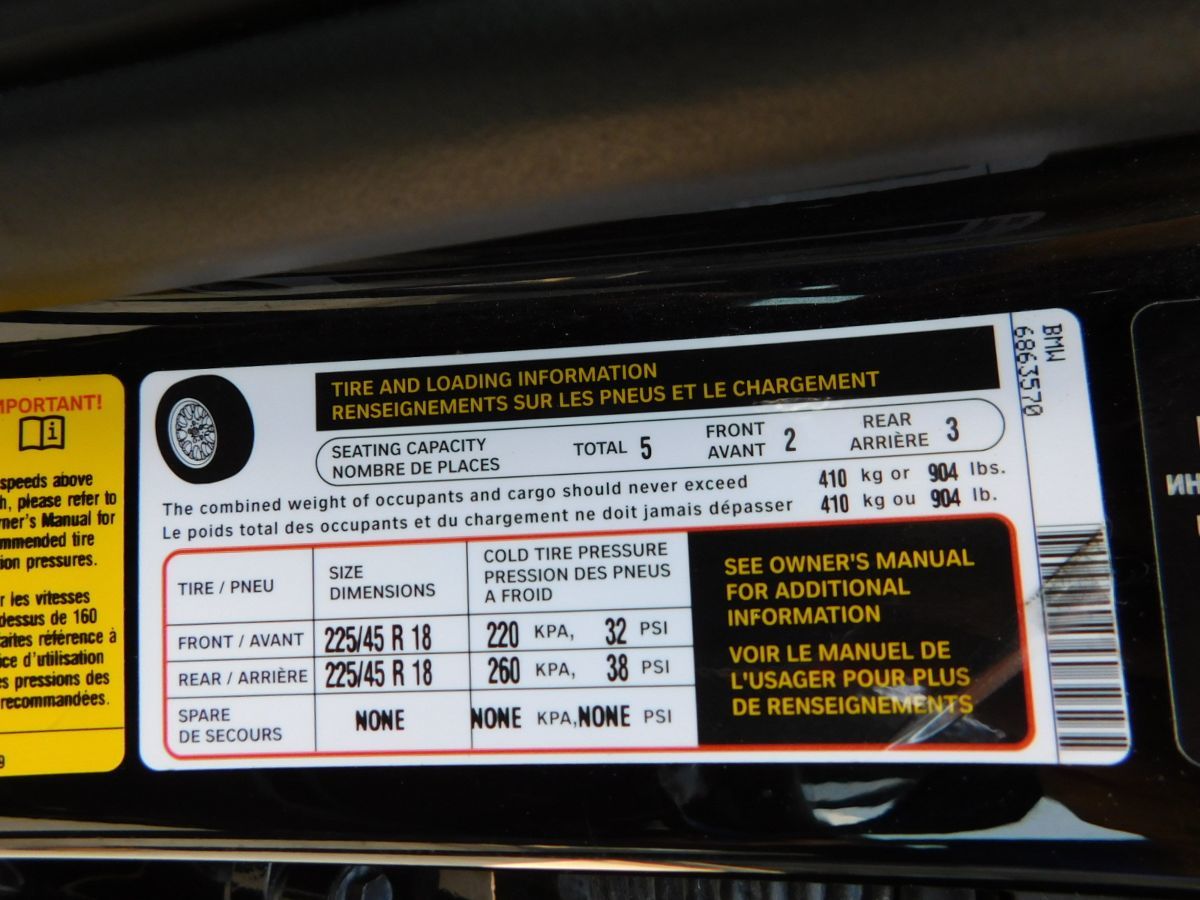 MPORTANT!
i
speeds above
h, please refer to
ner's Manual for
mmended tire
ion pressures.
r les vitesses
dessus de 160
faites référence à
ice d'utilisation
es pressions des
recommandées.
9
TIRE AND LOADING INFORMATION
RENSEIGNEMENTS SUR LES PNEUS ET LE CHARGEMENT
SEATING CAPACITY
NOMBRE DE PLACES
TOTAL 5
FRONT
AVANT 2
REAR
ARRIÈRE 3
The combined weight of occupants and cargo should never exceed 410 kg or 904 lbs.
Le poids total des occupants et du chargement ne doit jamais dépasser 410 kg ou 904 lb.
TIRE / PNEU
SIZE
DIMENSIONS
COLD TIRE PRESSURE
PRESSION DES PNEUS
A FROID
FRONT / AVANT 225/45 R 18 220 KPA, 32 PSI
REAR / ARRIÈRE 225/45 R 18 260 KPA, 38 PSI
SPARE
DE SECOURS
NONE NONE KPA, NONE PSI
SEE OWNER'S MANUAL
FOR ADDITIONAL
INFORMATION
VOIR LE MANUEL DE
L'USAGER POUR PLUS
DE RENSEIGNEMENTS
BMW
6863570